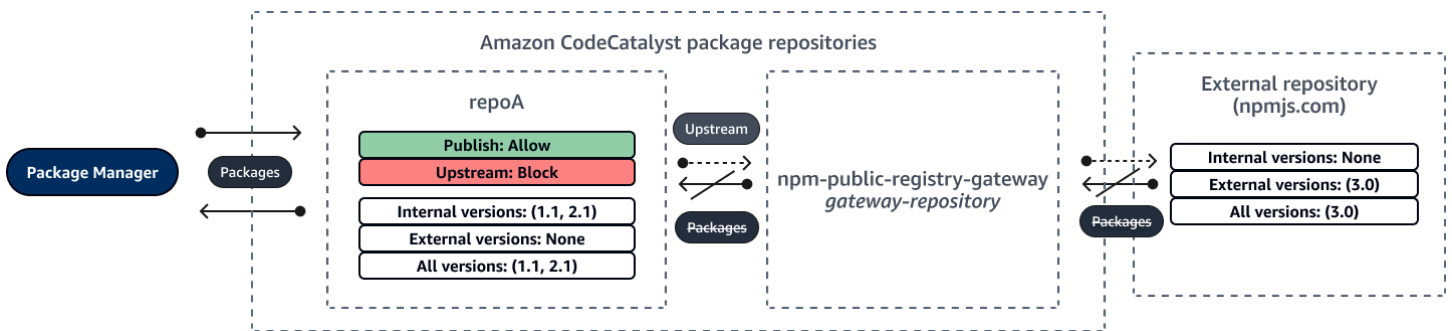 Amazon CodeCatalyst package repositories
Package Manager
Packages
repoA
Publish: Allow
Upstream: Block
Internal versions: (1.1, 2.1)
External versions: None
All versions: (1.1, 2.1)
Upstream
Packages
npm-public-registry-gateway
gateway-repository
Packages
External repository
(npmjs.com)
Internal versions: None
External versions: (3.0)
All versions: (3.0)